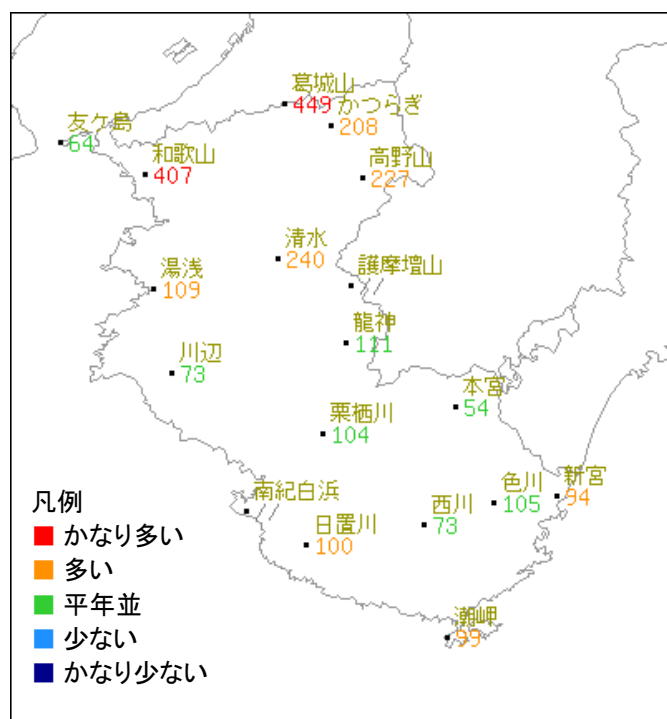 葛城山
449
かつらぎ
208
友ケ島
64
和歌山
407
高野山
227
清水
240
護摩壇山
//
湯浅
109
龍神
111
川辺
73
本宮
54
栗栖川
104
南紀白浜
//
日置川
100
西川
73
色川
105
新宮
94
潮岬
99
凡例
かなり多い
多い
平年並
少ない
かなり少ない